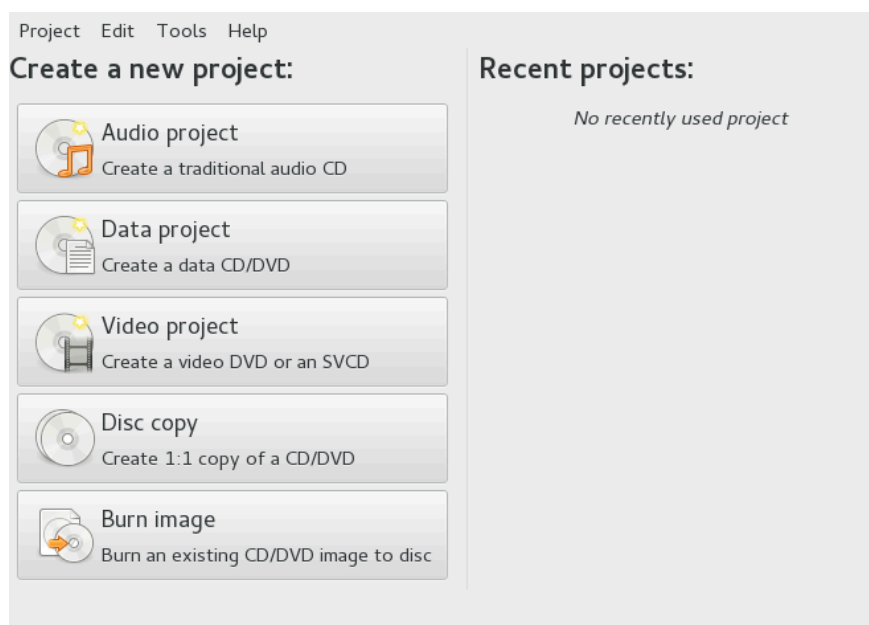 Project Edit Tools Help
Create a new project:
Audio project
Create a traditional audio CD
Data project
Create a data CD/DVD
Video project
Create a video DVD or an SVCD
Disc copy
Create 1:1 copy of a CD/DVD
Burn image
Burn an existing CD/DVD image to disc
Recent projects:
No recently used project